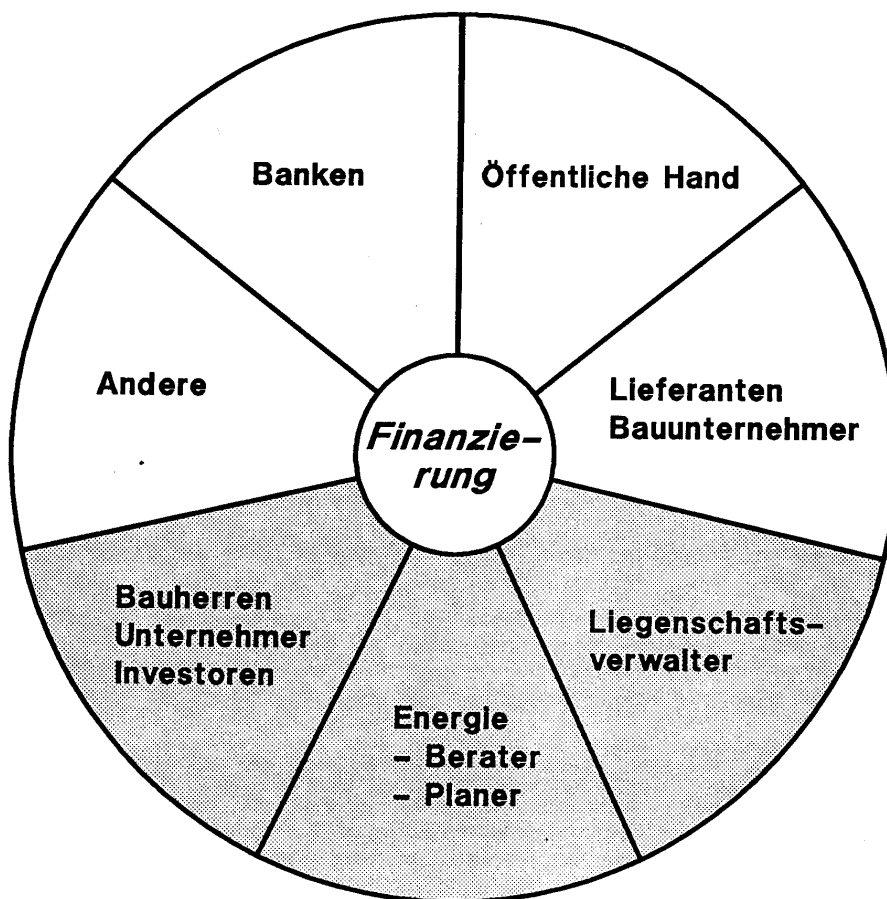 Banken
Öffentliche Hand
Andere
Lieferanten
Bauunternehmer
Finanzie–
rung
Bauherren
Unternehmer
Investoren
Liegenschafts–
verwalter
Energie
– Berater
– Planer